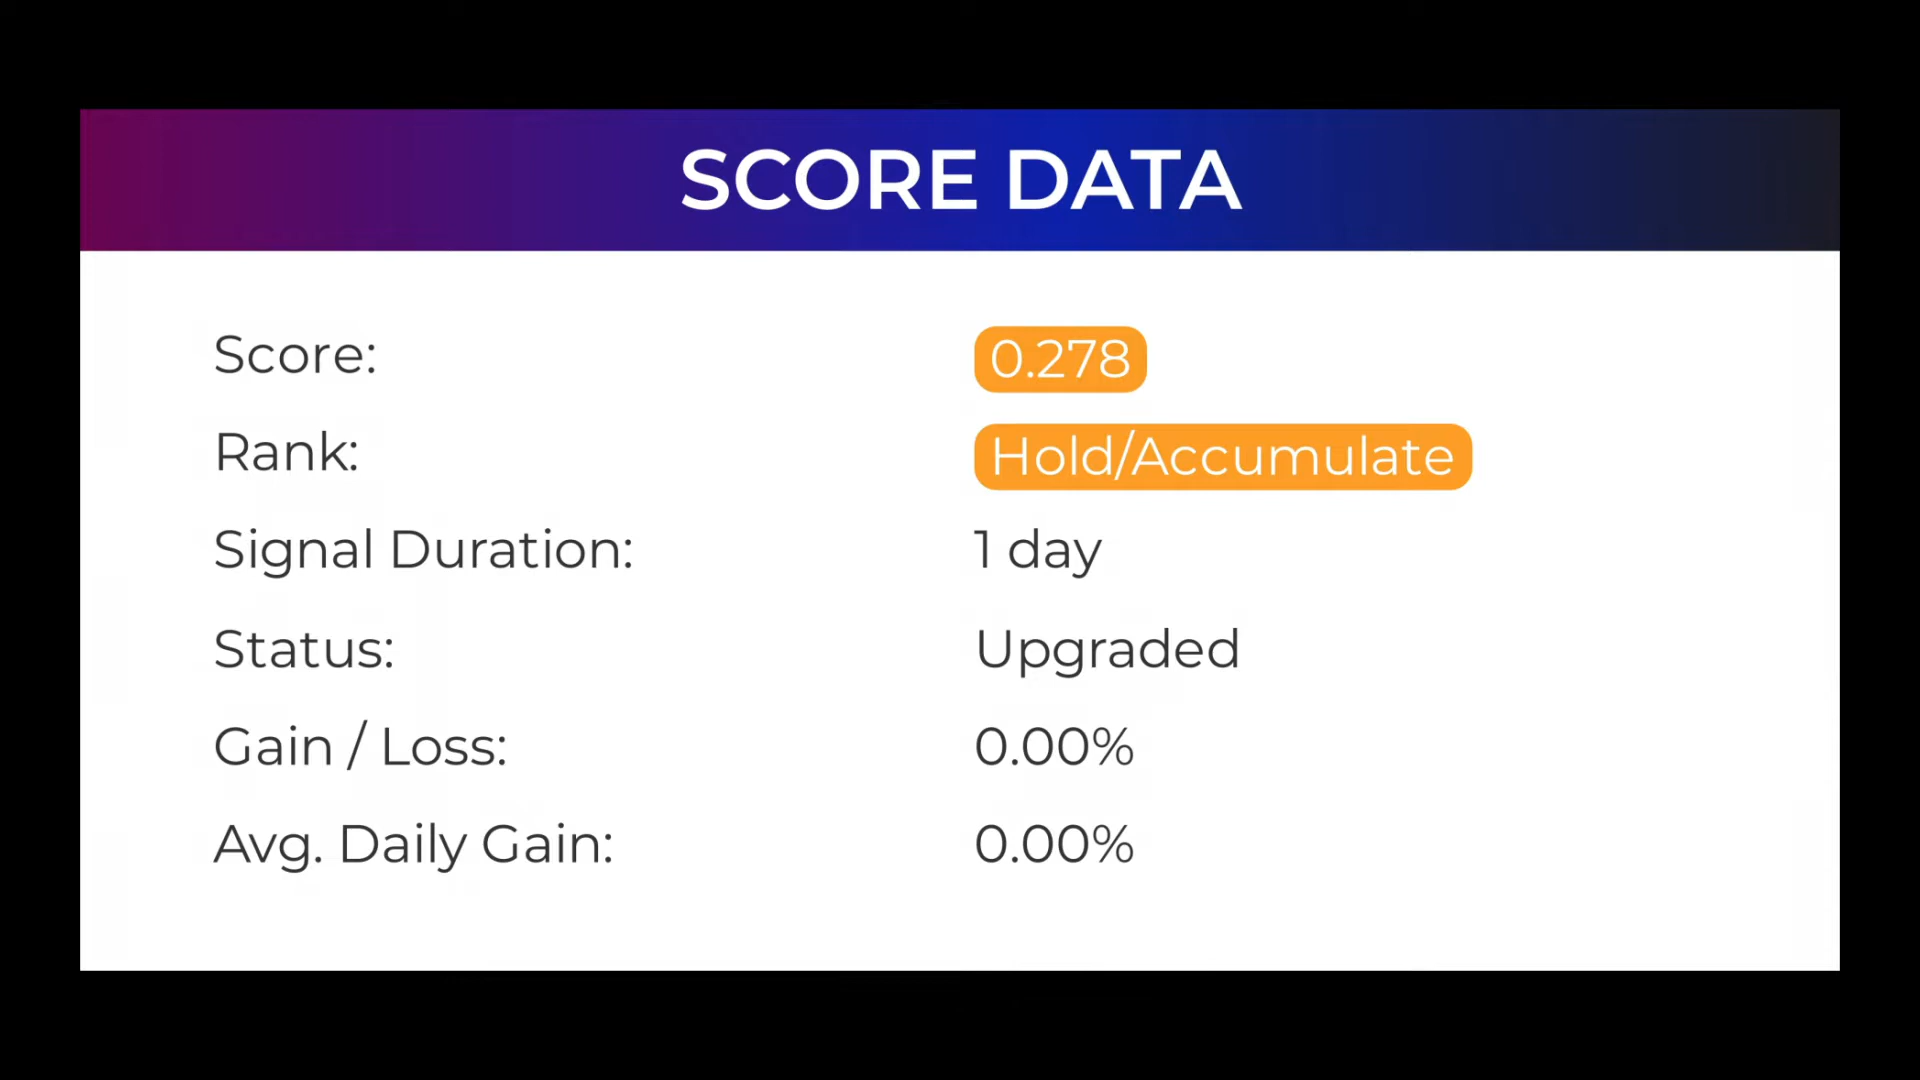 SCORE DATA
Score: 0.278
Rank: Hold/Accumulate
Signal Duration: 1 day
Status: Upgraded
Gain / Loss: 0.00%
Avg. Daily Gain: 0.00%